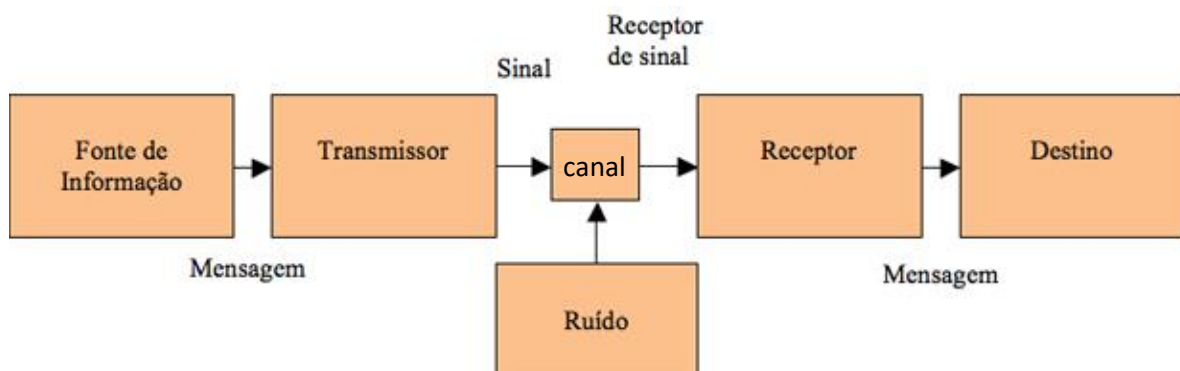 Receptor
de sinal
Sinal
Fonte de
Informação
Transmissor
canal
Receptor
Destino
Mensagem
Mensagem
Ruído